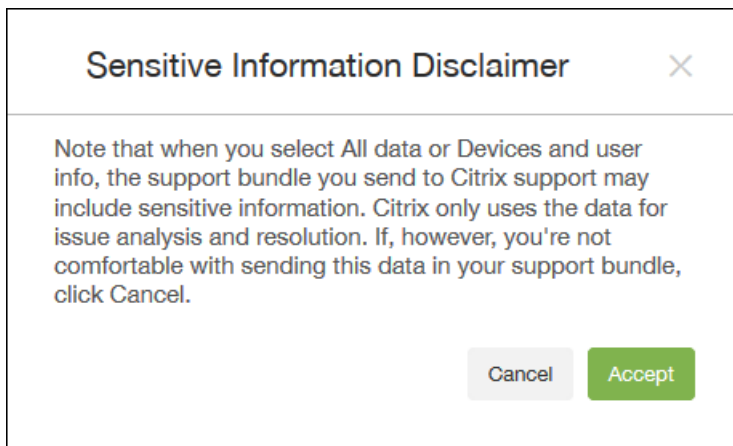 Sensitive Information Disclaimer
Note that when you select All data or Devices and user
info, the support bundle you send to Citrix support may
include sensitive information. Citrix only uses the data for
issue analysis and resolution. If, however, you're not
comfortable with sending this data in your support bundle,
click Cancel.
Cancel Accept